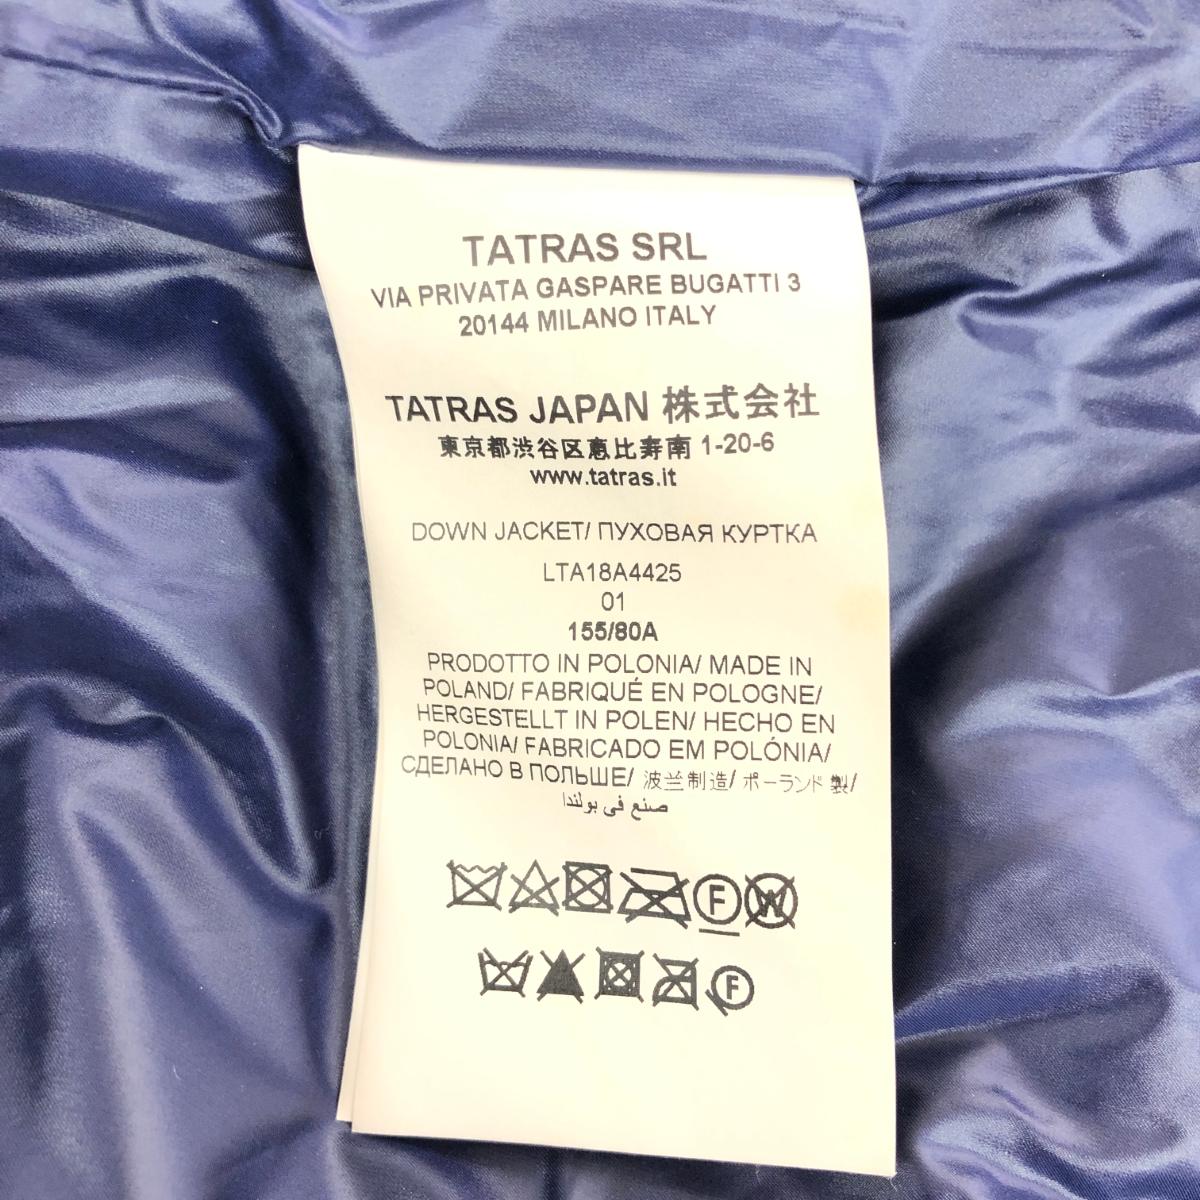 TATRAS SRL
VIA PRIVATA GASPARE BUGATTI 3
20144 MILANO ITALY
TATRAS JAPAN 株式会社
東京都渋谷区恵比寿南 1-20-6
www.tatras.it
DOWN JACKET/ ПУХОВАЯ КУРТКА
LTA18A4425
01
155/80A
PRODOTTO IN POLONIA/ MADE IN
POLAND/ FABRIQUÉ EN POLOGNE/
HERGESTELLT IN POLEN/ HECHO EN
POLONIA/ FABRICADO EM POLÓNIA/
СДЕЛАНО В ПОЛЬШЕ/ 波兰制造/ ポーランド製/
صنع في بولندا
F W
F